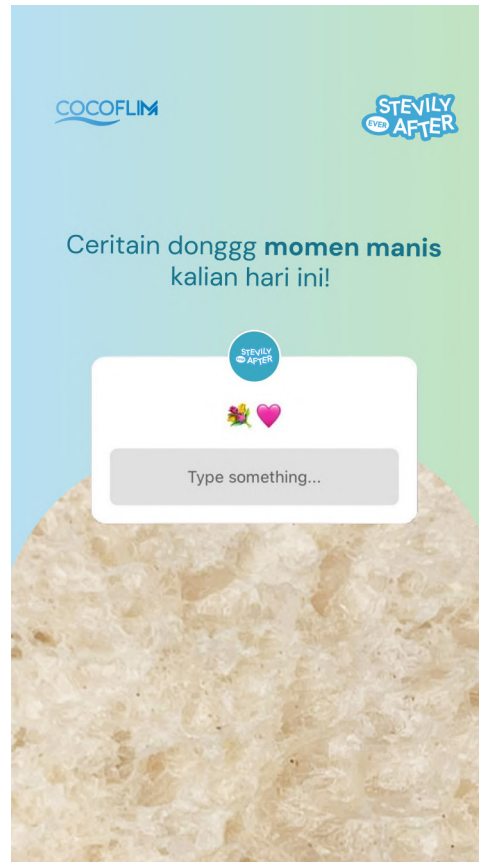 COCOFLIM
STEVILY
EVER AFTER
Ceritain donggg momen manis
kalian hari ini!
STEVILY
EVER AFTER
💐🩷
Type something...